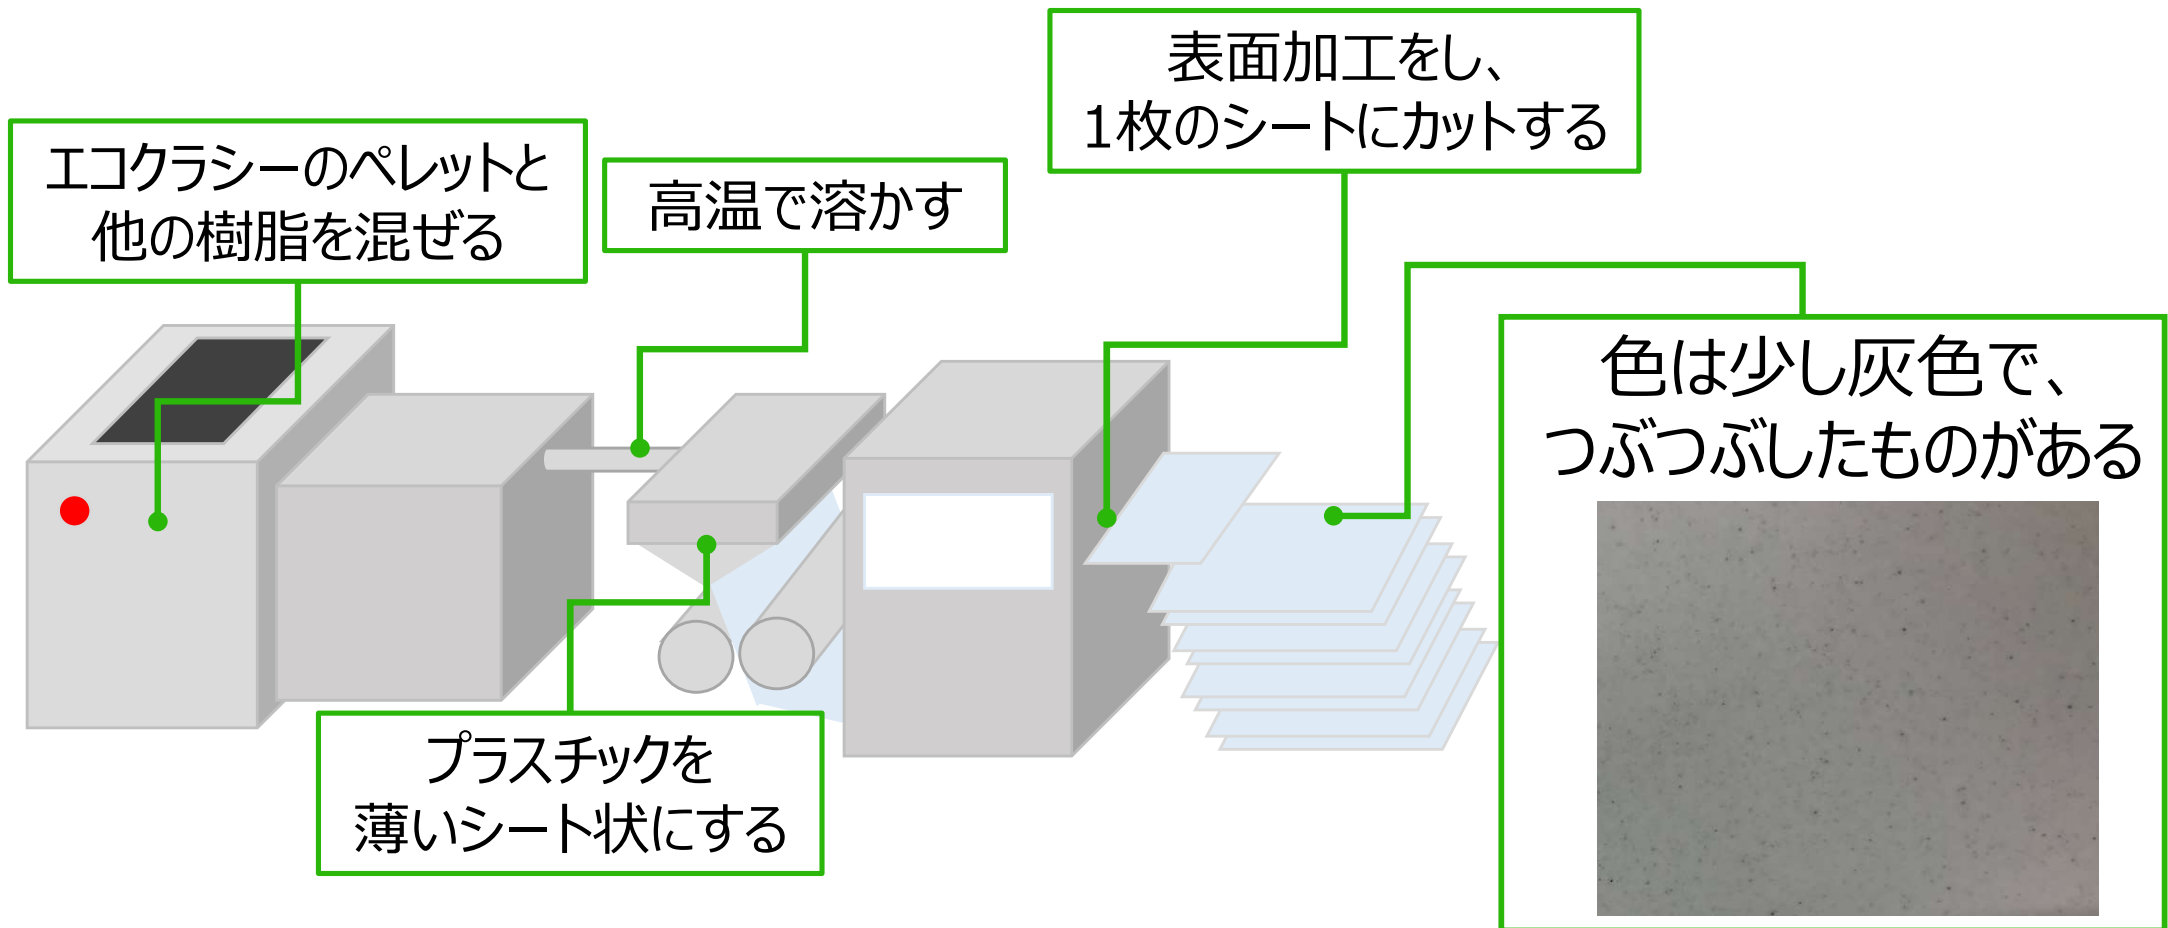 エコクラシーのペレットと
他の樹脂を混ぜる
高温で溶かす
表面加工をし、
1枚のシートにカットする
プラスチックを
薄いシート状にする
色は少し灰色で、
つぶつぶしたものがある